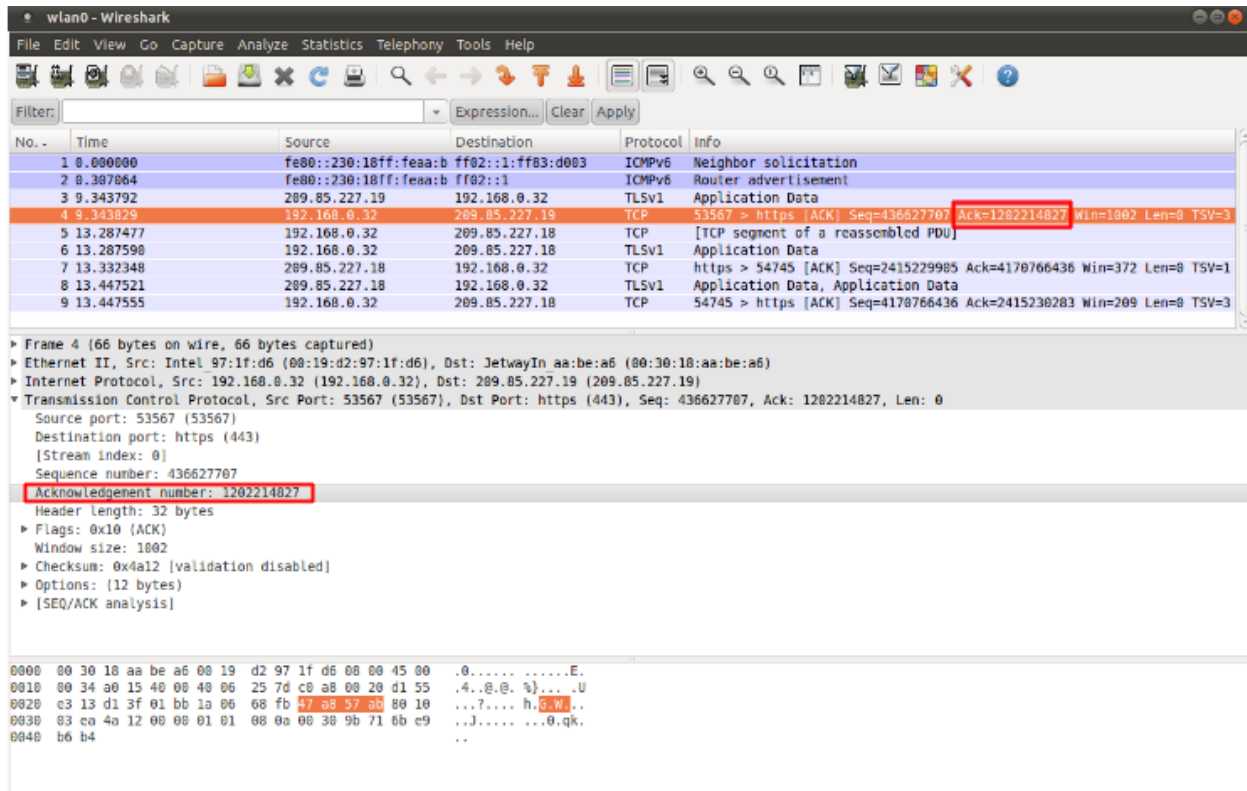 wlan0 - Wireshark
File Edit View Go Capture Analyze Statistics Telephony Tools Help
Filter: Expression... Clear Apply
No. . Time Source Destination Protocol Info
1 0.000000 fe80::230:18ff:feaa:b ff02::1:ff83:d003 ICMPv6 Neighbor solicitation
2 0.307064 fe80::230:18ff:feaa:b ff02::1 ICMPv6 Router advertisement
3 9.343792 209.85.227.19 192.168.0.32 TLSv1 Application Data
4 9.343829 192.168.0.32 209.85.227.19 TCP 53567 > https [ACK] Seq=436627707 Ack=1202214827 Win=1002 Len=0 TSV=3
5 13.287477 192.168.0.32 209.85.227.18 TCP [TCP segment of a reassembled PDU]
6 13.287590 192.168.0.32 209.85.227.18 TLSv1 Application Data
7 13.332348 209.85.227.18 192.168.0.32 TCP https > 54745 [ACK] Seq=2415229905 Ack=4170766436 Win=372 Len=0 TSV=1
8 13.447521 209.85.227.18 192.168.0.32 TLSv1 Application Data, Application Data
9 13.447555 192.168.0.32 209.85.227.18 TCP 54745 > https [ACK] Seq=4170766436 Ack=2415230283 Win=209 Len=0 TSV=3
Frame 4 (66 bytes on wire, 66 bytes captured)
Ethernet II, Src: Intel_97:1f:d6 (00:19:d2:97:1f:d6), Dst: JetwayIn_aa:be:a6 (00:30:18:aa:be:a6)
Internet Protocol, Src: 192.168.0.32 (192.168.0.32), Dst: 209.85.227.19 (209.85.227.19)
Transmission Control Protocol, Src Port: 53567 (53567), Dst Port: https (443), Seq: 436627707, Ack: 1202214827, Len: 0
Source port: 53567 (53567)
Destination port: https (443)
[Stream index: 0]
Sequence number: 436627707
Acknowledgement number: 1202214827
Header length: 32 bytes
Flags: 0x10 (ACK)
Window size: 1002
Checksum: 0x4a12 [validation disabled]
Options: (12 bytes)
[SEQ/ACK analysis]
0000 00 30 18 aa be a6 00 19 d2 97 1f d6 08 00 45 00 .0...... ......E.
0010 00 34 a0 15 40 00 40 06 25 7d c0 a8 00 20 d1 55 .4..@.@. %}... .U
0020 e3 13 d1 3f 01 bb 1a 06 68 fb 47 a8 57 ab 80 10 ...?.... h.G.W...
0030 03 ea 4a 12 00 00 01 01 08 0a 00 30 9b 71 6b e9 ..J..... ...0.qk.
0040 b6 b4 ..